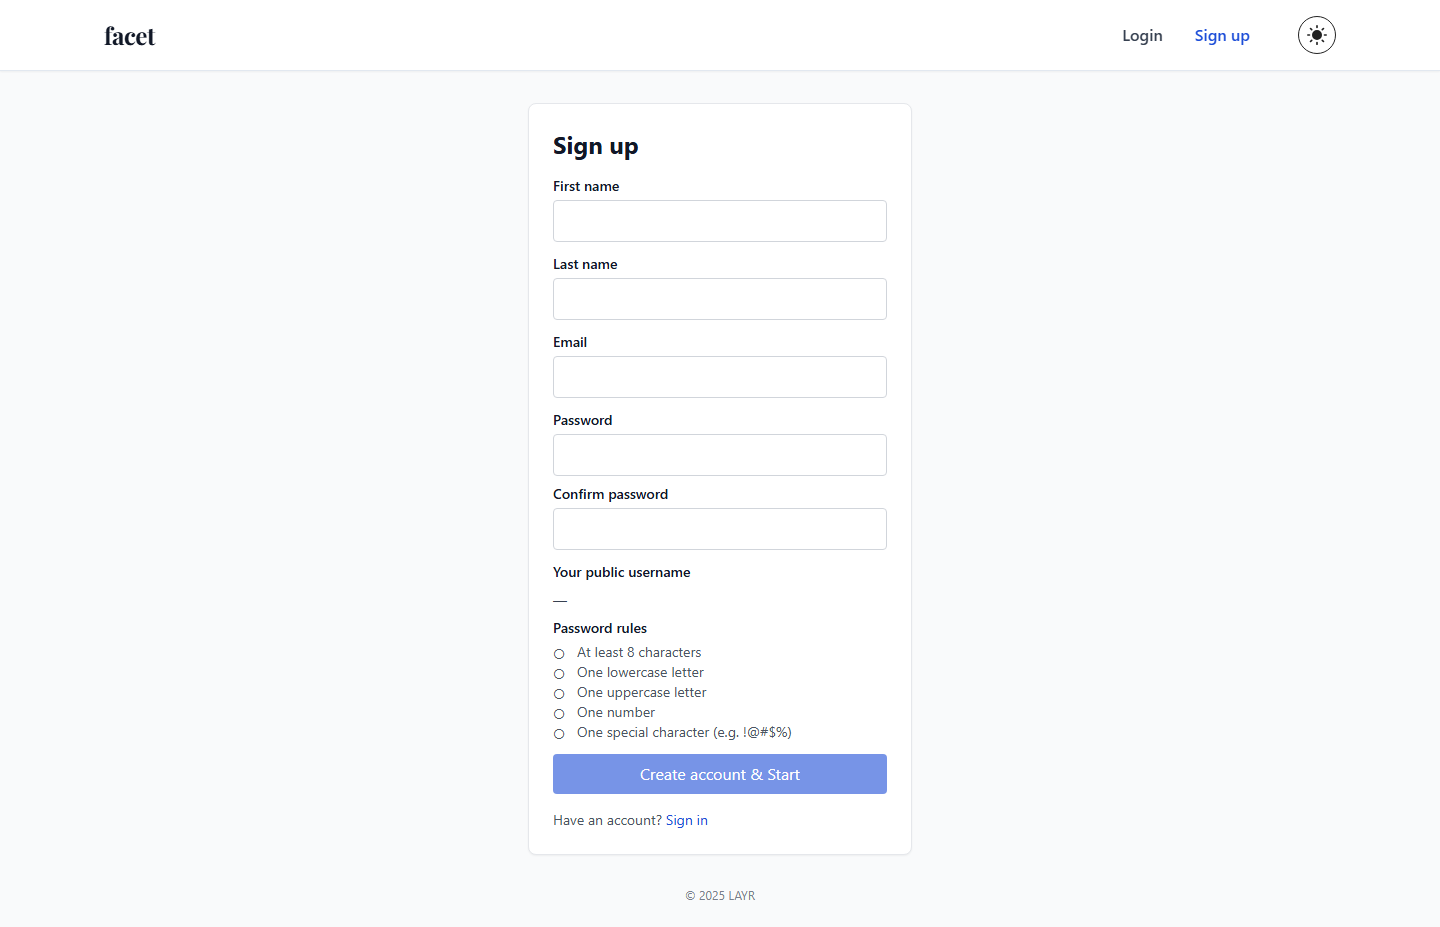 facet
Login
Sign up
Sign up
First name
Last name
Email
Password
Confirm password
Your public username
—
Password rules
At least 8 characters
One lowercase letter
One uppercase letter
One number
One special character (e.g. !@#$%)
Create account & Start
Have an account? Sign in
© 2025 LAYR